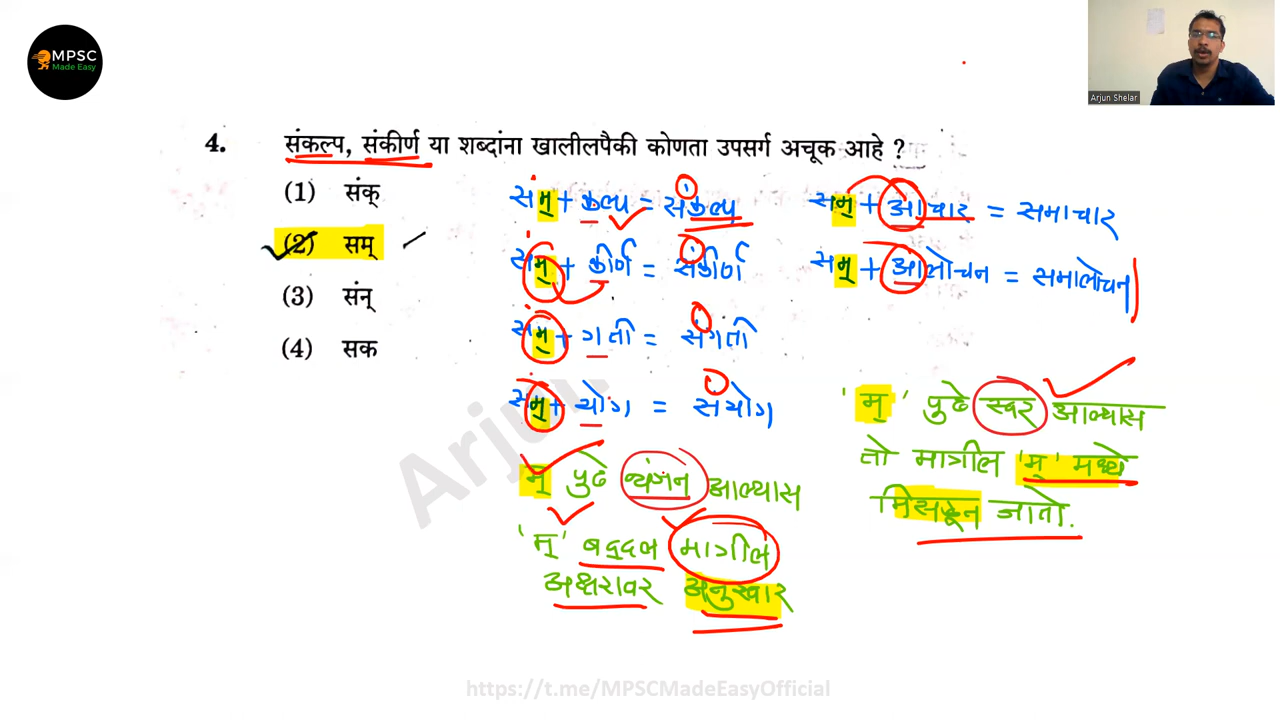 MPSC
Made Easy
Arjun Shelar
4. संकल्प, संकीर्ण या शब्दांना खालीलपैकी कोणता उपसर्ग अचूक आहे ?
(1) संक्
(2) सम्
(3) संन्
(4) सक
सम् + कल्प = संकल्प
सम् + कीर्ण = संकीर्ण
सम् + गती = संगती
सम् + योग = संयोग
म् पुढे व्यंजन आल्यास
'म्' बद्दल मागील
अक्षरावर अनुस्वार
सम् + आचार = समाचार
सम् + आलोचन = समालोचन
'म्' पुढे स्वर आल्यास
तो मागील 'म्' मध्ये
मिसळून जातो.
Arjun
https://t.me/MPSCMadeEasyOfficial